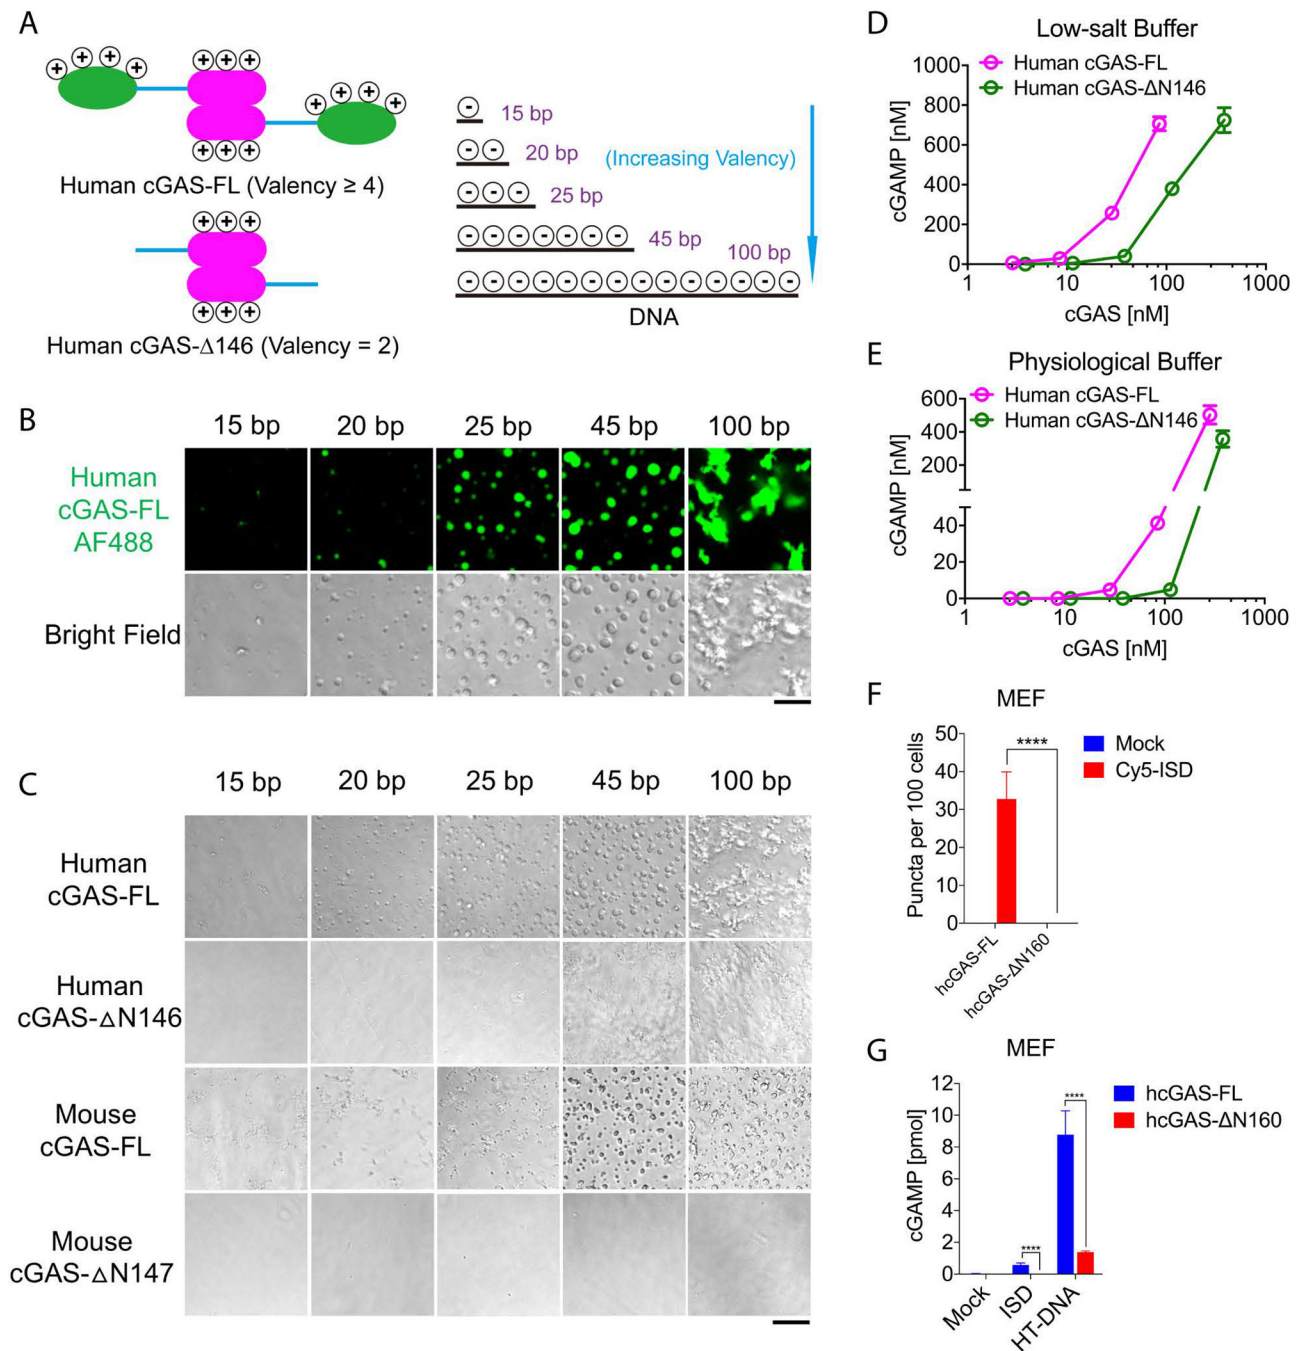 A
Human cGAS-FL (Valency ≥ 4)
Human cGAS-Δ146 (Valency = 2)
15 bp
20 bp
(Increasing Valency)
25 bp
45 bp
100 bp
DNA
B
15 bp 20 bp 25 bp 45 bp 100 bp
Human
cGAS-FL
AF488
Bright Field
C
15 bp 20 bp 25 bp 45 bp 100 bp
Human
cGAS-FL
Human
cGAS-ΔN146
Mouse
cGAS-FL
Mouse
cGAS-ΔN147
D
Low-salt Buffer
Human cGAS-FL
Human cGAS-ΔN146
cGAMP [nM]
1000
800
600
400
200
0
1 10 100 1000
cGAS [nM]
E
Physiological Buffer
Human cGAS-FL
Human cGAS-ΔN146
cGAMP [nM]
600
400
200
40
20
0
1 10 100 1000
cGAS [nM]
F
MEF
Mock
Cy5-ISD
****
Puncta per 100 cells
50
40
30
20
10
0
hcGAS-FL
hcGAS-ΔN160
G
MEF
hcGAS-FL
hcGAS-ΔN160
****
****
cGAMP [pmol]
12
10
8
6
4
2
0
Mock
ISD
HT-DNA